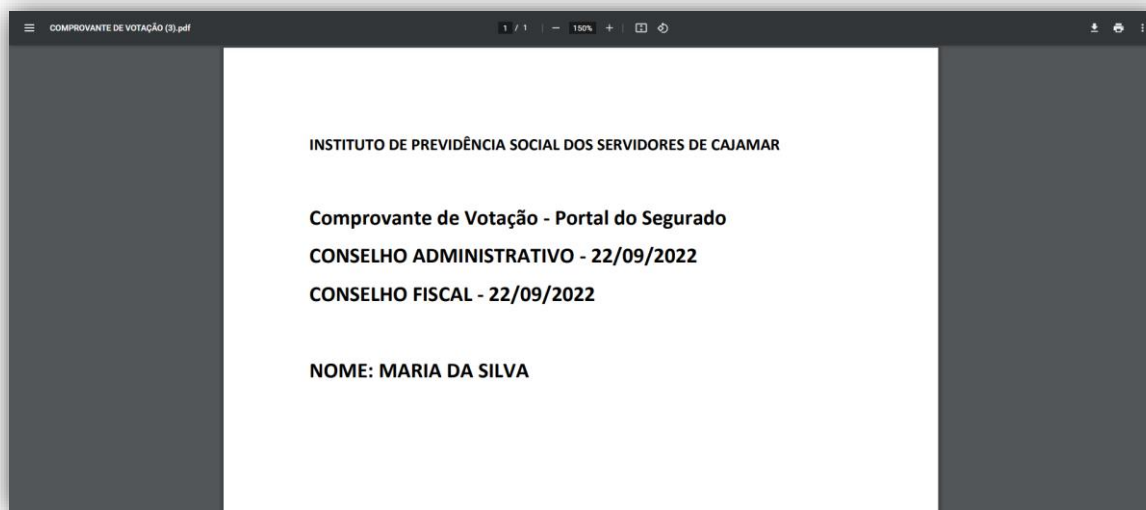 COMPROVANTE DE VOTAÇÃO (3).pdf
1 / 1
150%
INSTITUTO DE PREVIDÊNCIA SOCIAL DOS SERVIDORES DE CAJAMAR
Comprovante de Votação - Portal do Segurado
CONSELHO ADMINISTRATIVO - 22/09/2022
CONSELHO FISCAL - 22/09/2022
NOME: MARIA DA SILVA